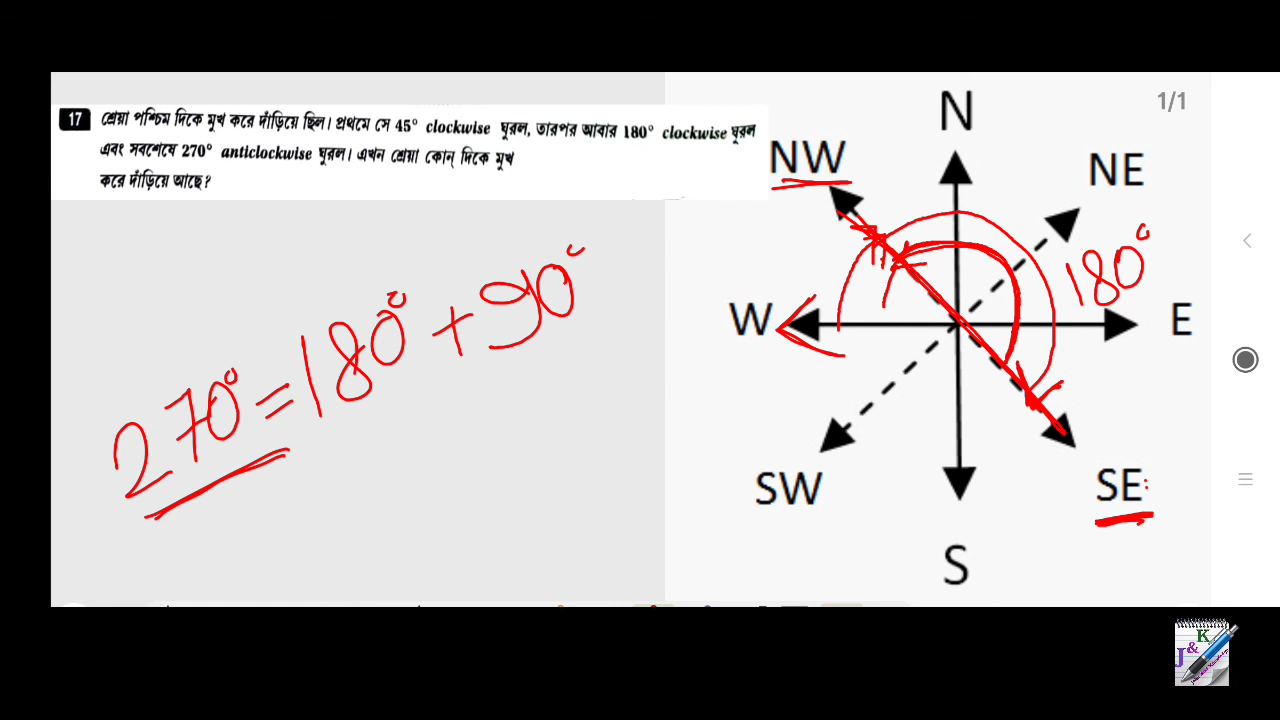 17 শ্রেয়া পশ্চিম দিকে মুখ করে দাঁড়িয়ে ছিল। প্রথমে সে 45° clockwise ঘুরল, তারপর আবার 180° clockwise ঘুরল
এবং সবশেষে 270° anticlockwise ঘুরল। এখন শ্রেয়া কোন্ দিকে মুখ
করে দাঁড়িয়ে আছে?
1/1
N
NW
NE
180°
W
E
SW
SE
S
270° = 180° + 90°
J & K